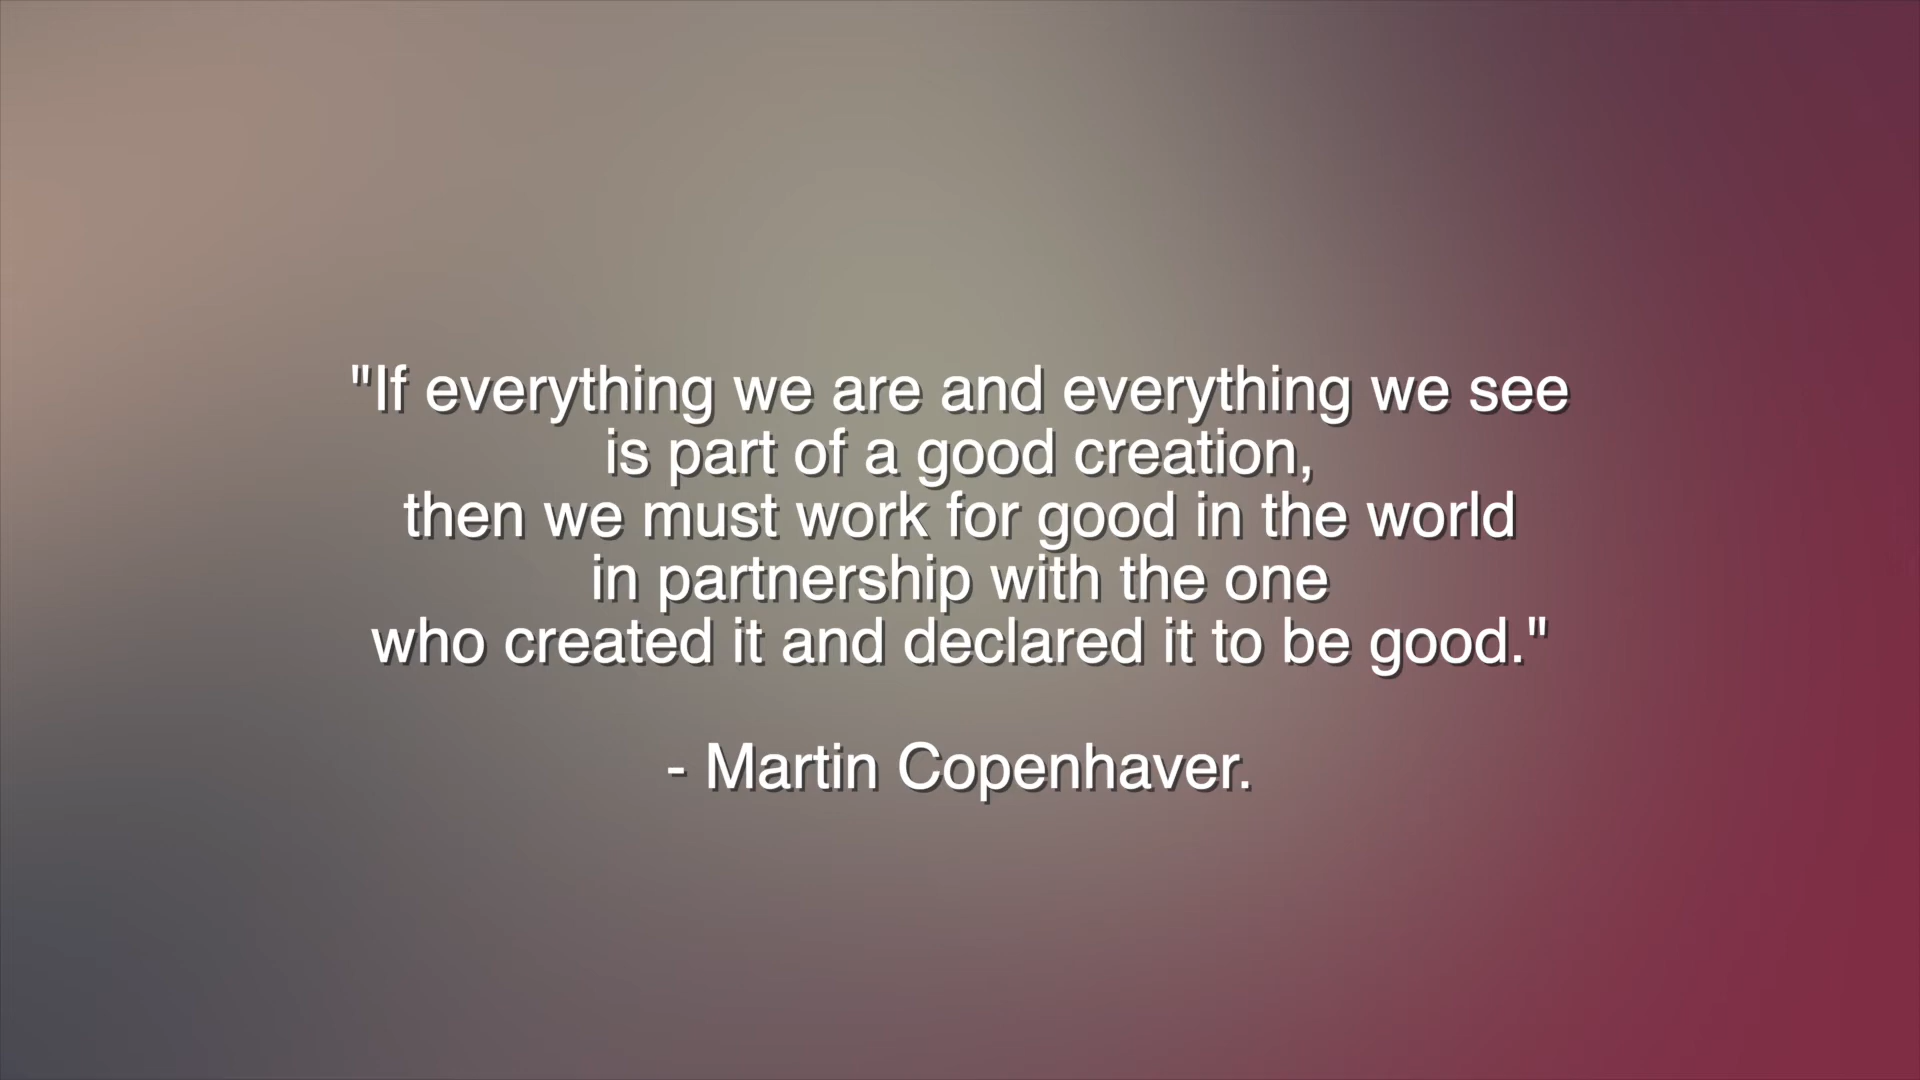 "If everything we are and everything we see
is part of a good creation,
then we must work for good in the world
in partnership with the one
who created it and declared it to be good."
- Martin Copenhaver.